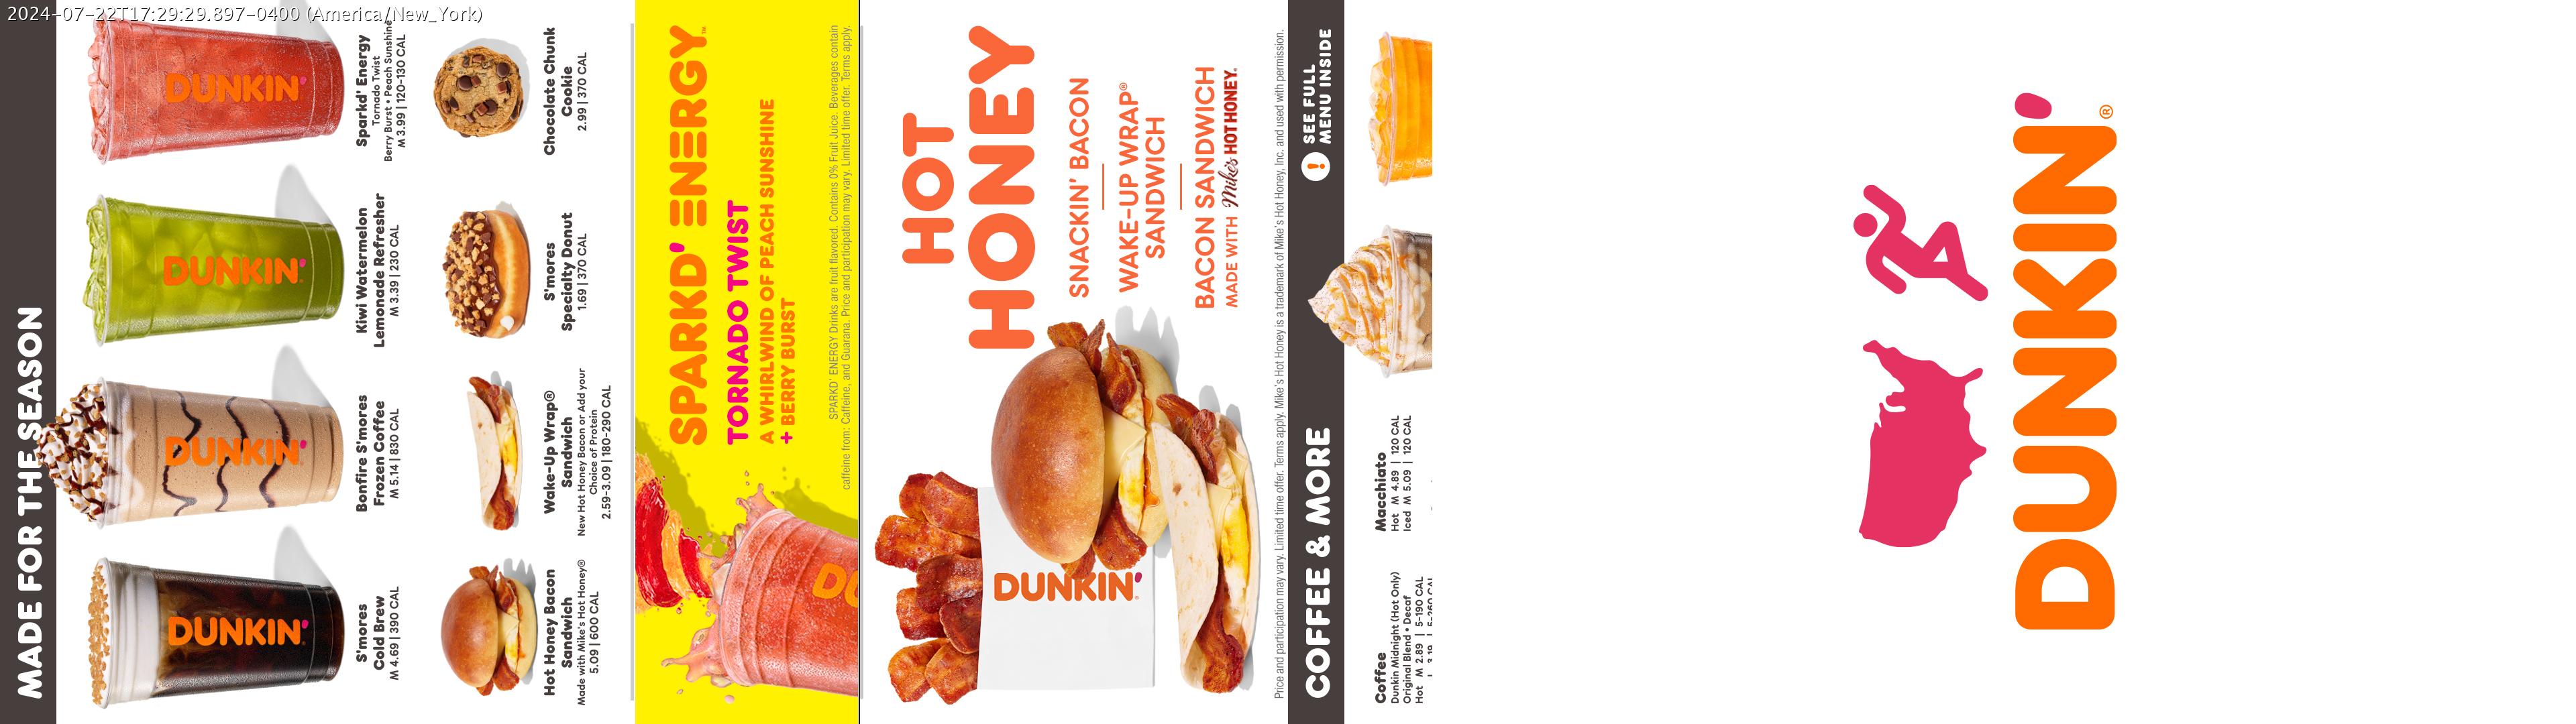 2024-07-22T17:29:29.897-0400 (America/New_York)
MADE FOR THE SEASON
DUNKIN'
S'mores
Cold Brew
M 4.69 | 390 CAL
DUNKIN'
Bonfire S'mores
Frozen Coffee
M 5.14 | 830 CAL
DUNKIN'
Kiwi Watermelon
Lemonade Refresher
M 3.39 | 230 CAL
DUNKIN'
Sparkd' Energy
Tornado Twist
Berry Burst • Peach Sunshine
M 3.99 | 120-130 CAL
Hot Honey Bacon
Sandwich
Made with Mike's Hot Honey®
5.09 | 600 CAL
Wake-Up Wrap®
Sandwich
New Hot Honey Bacon or Add your
Choice of Protein
2.559-3.09 | 180-290 CAL
S'mores
Specialty Donut
1.69 | 370 CAL
Chocolate Chunk
Cookie
2.99 | 370 CAL
SPARKD' ENERGY™
TORNADO TWIST
A WHIRLWIND OF PEACH SUNSHINE
+ BERRY BURST
SPARKD' ENERGY Drinks are fruit flavored. Contains 0% Fruit Juice. Beverages contain
caffeine from: Caffeine, and Guarana. Price and participation may vary. Limited time offer. Terms apply.
HOT
HONEY
SNACKIN' BACON
WAKE-UP WRAP®
SANDWICH
BACON SANDWICH
MADE WITH Mike's HOT HONEY.
DUNKIN'
Price and participation may vary. Limited time offer. Terms apply. Mike's Hot Honey is a trademark of Mike's Hot Honey, Inc. and used with permission.
COFFEE & MORE
! SEE FULL
MENU INSIDE
Coffee
Dunkin Midnight (Hot Only)
Original Blend • Decaf
Hot M 2.89 | 5-190 CAL
Macchiato
Hot M 4.89 | 120 CAL
Iced M 5.09 | 120 CAL
DUNKIN'®